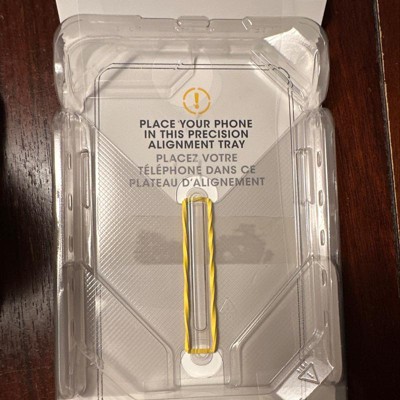 PLACE YOUR PHONE
IN THIS PRECISION
ALIGNMENT TRAY
PLACEZ VOTRE
TÉLÉPHONE DANS CE
PLATEAU D'ALIGNEMENT